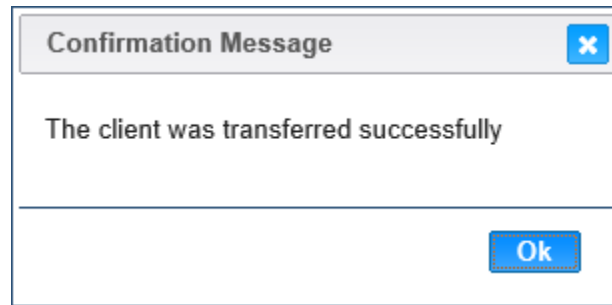 Confirmation Message
The client was transferred successfully
Ok